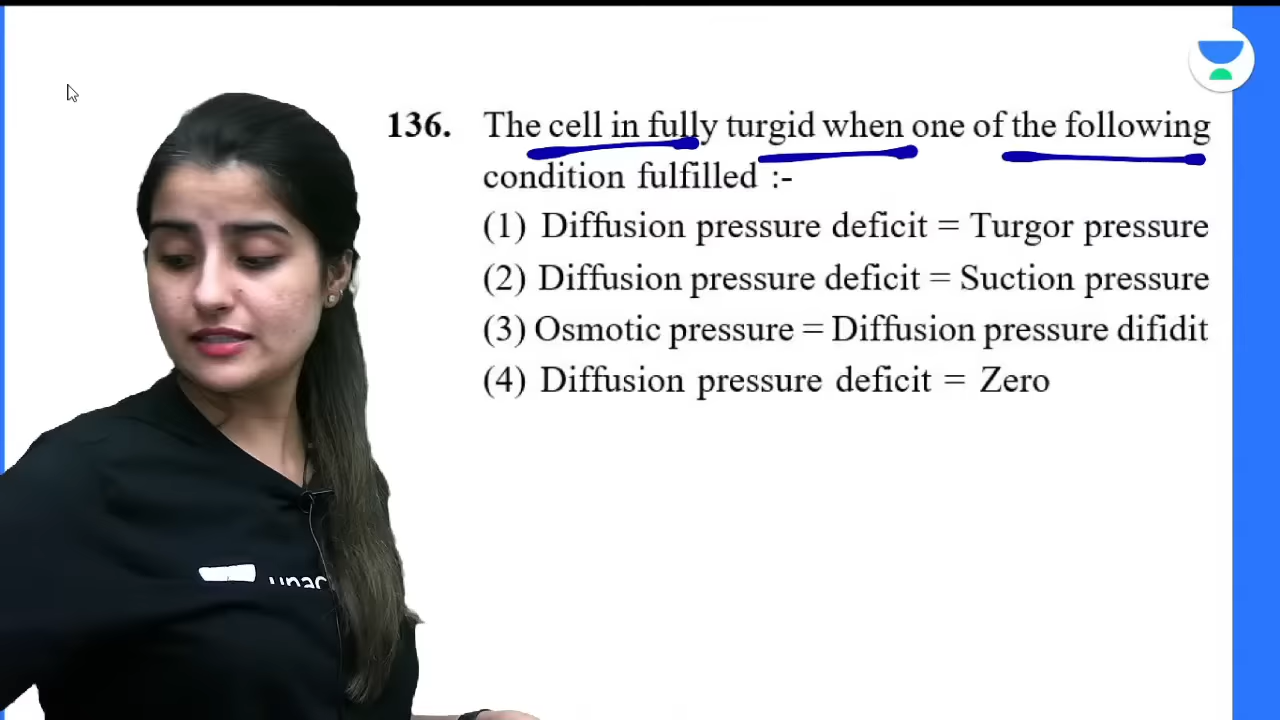 136. The cell in fully turgid when one of the following
condition fulfilled :-
(1) Diffusion pressure deficit = Turgor pressure
(2) Diffusion pressure deficit = Suction pressure
(3) Osmotic pressure = Diffusion pressure difidit
(4) Diffusion pressure deficit = Zero